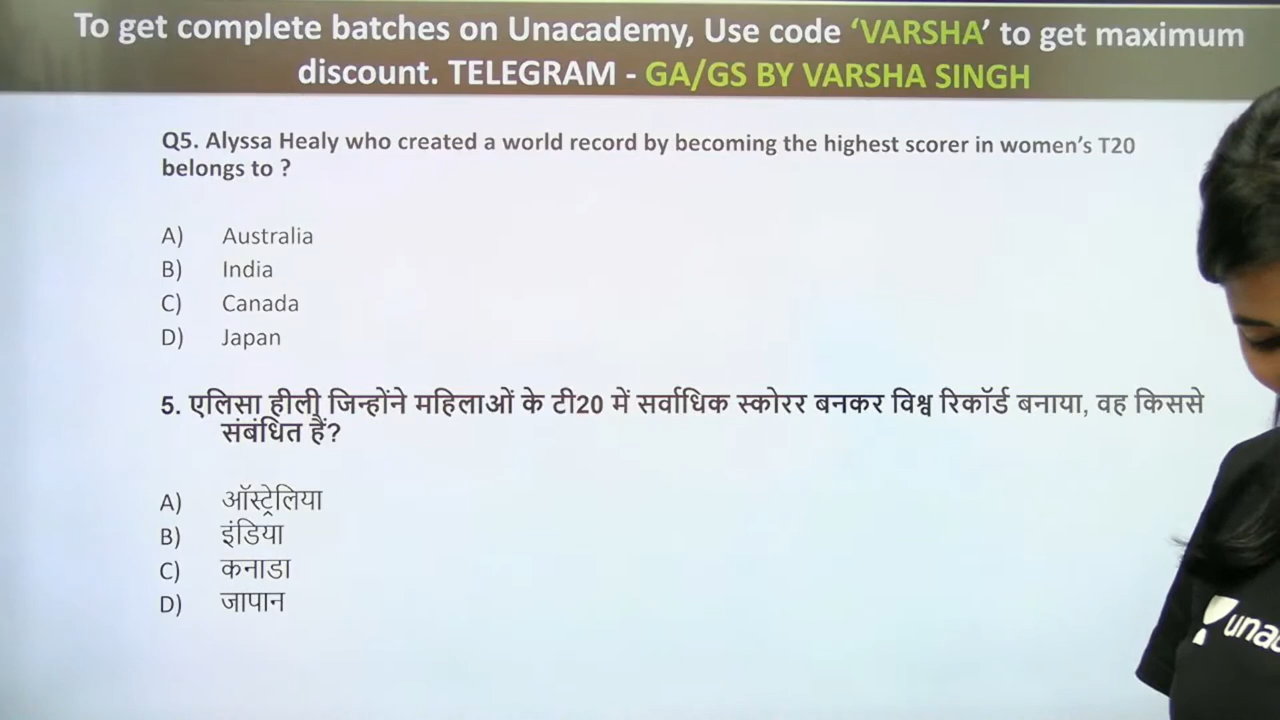 To get complete batches on Unacademy, Use code ‘VARSHA’ to get maximum
discount. TELEGRAM - GA/GS BY VARSHA SINGH
Q5. Alyssa Healy who created a world record by becoming the highest scorer in women’s T20
belongs to ?
A) Australia
B) India
C) Canada
D) Japan
5. एलिसा हीली जिन्होंने महिलाओं के टी20 में सर्वाधिक स्कोरर बनकर विश्व रिकॉर्ड बनाया, वह किससे
संबंधित हैं?
A) ऑस्ट्रेलिया
B) इंडिया
C) कनाडा
D) जापान